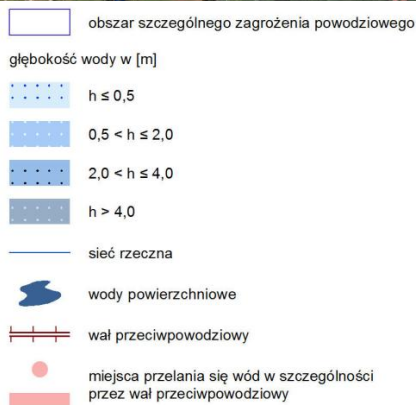 obszar szczególnego zagrożenia powodziowego
głębokość wody w [m]
h ≤ 0,5
0,5 < h ≤ 2,0
2,0 < h ≤ 4,0
h > 4,0
sieć rzeczna
wody powierzchniowe
wał przeciwpowodziowy
miejsca przelania się wód w szczególności
przez wał przeciwpowodziowy